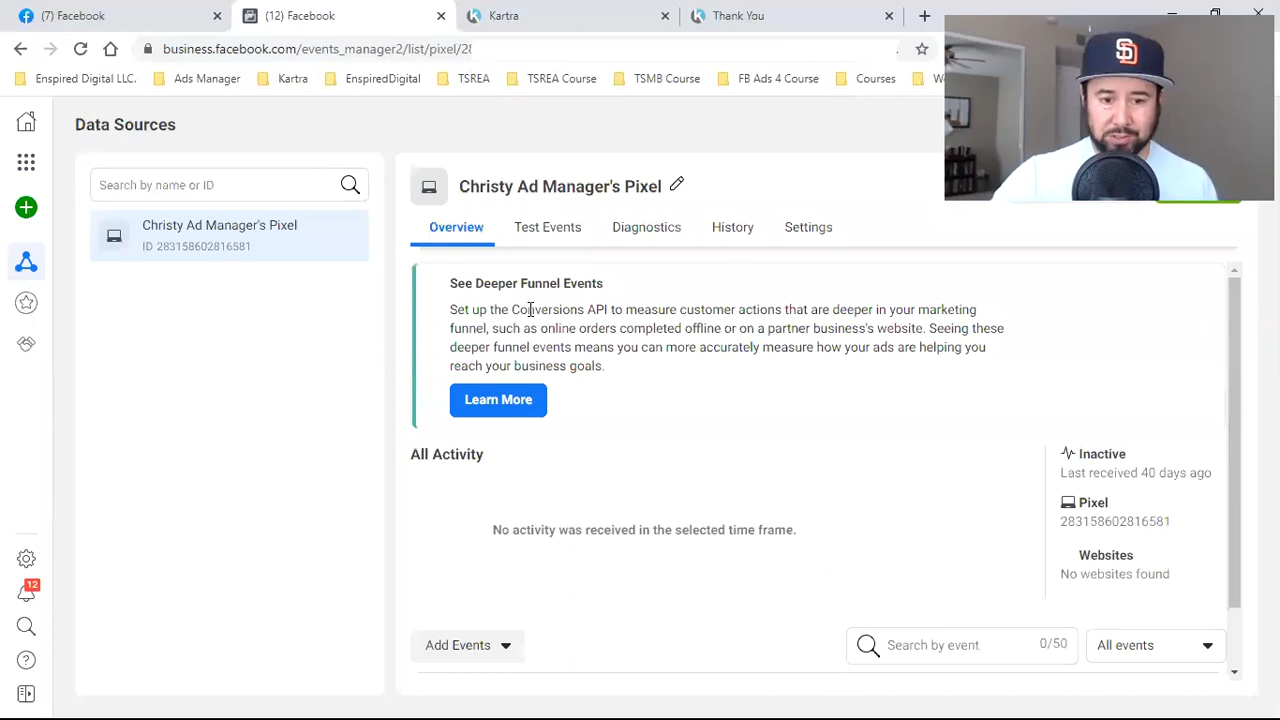 (7) Facebook
(12) Facebook
Kartra
Thank You
business.facebook.com/events_manager2/list/pixel/28
Enspired Digital LLC.
Ads Manager
Kartra
EnspiredDigital
TSREA
TSREA Course
TSMB Course
FB Ads 4 Course
Courses
SD
Data Sources
Search by name or ID
Christy Ad Manager's Pixel
ID 283158602816581
Christy Ad Manager's Pixel
Overview
Test Events
Diagnostics
History
Settings
See Deeper Funnel Events
Set up the Conversions API to measure customer actions that are deeper in your marketing
funnel, such as online orders completed offline or on a partner business's website. Seeing these
deeper funnel events means you can more accurately measure how your ads are helping you
reach your business goals.
Learn More
All Activity
No activity was received in the selected time frame.
Inactive
Last received 40 days ago
Pixel
283158602816581
Websites
No websites found
12
Add Events
Search by event
0/50
All events